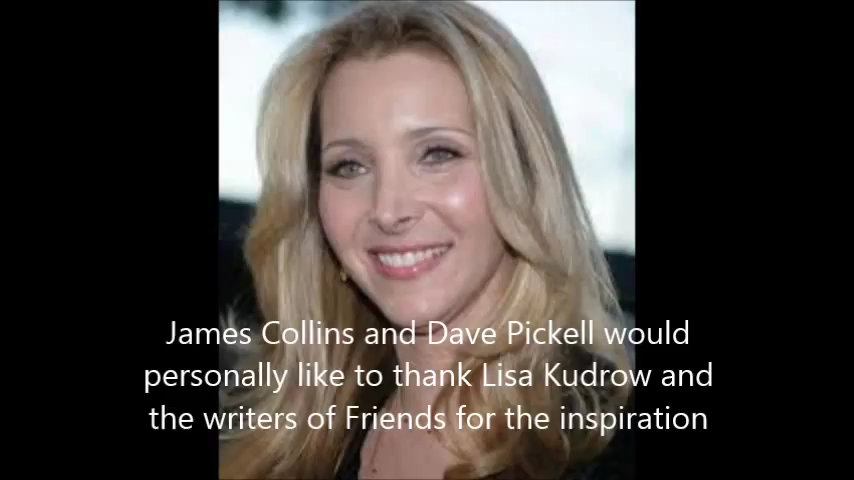 James Collins and Dave Pickell would
personally like to thank Lisa Kudrow and
the writers of Friends for the inspiration